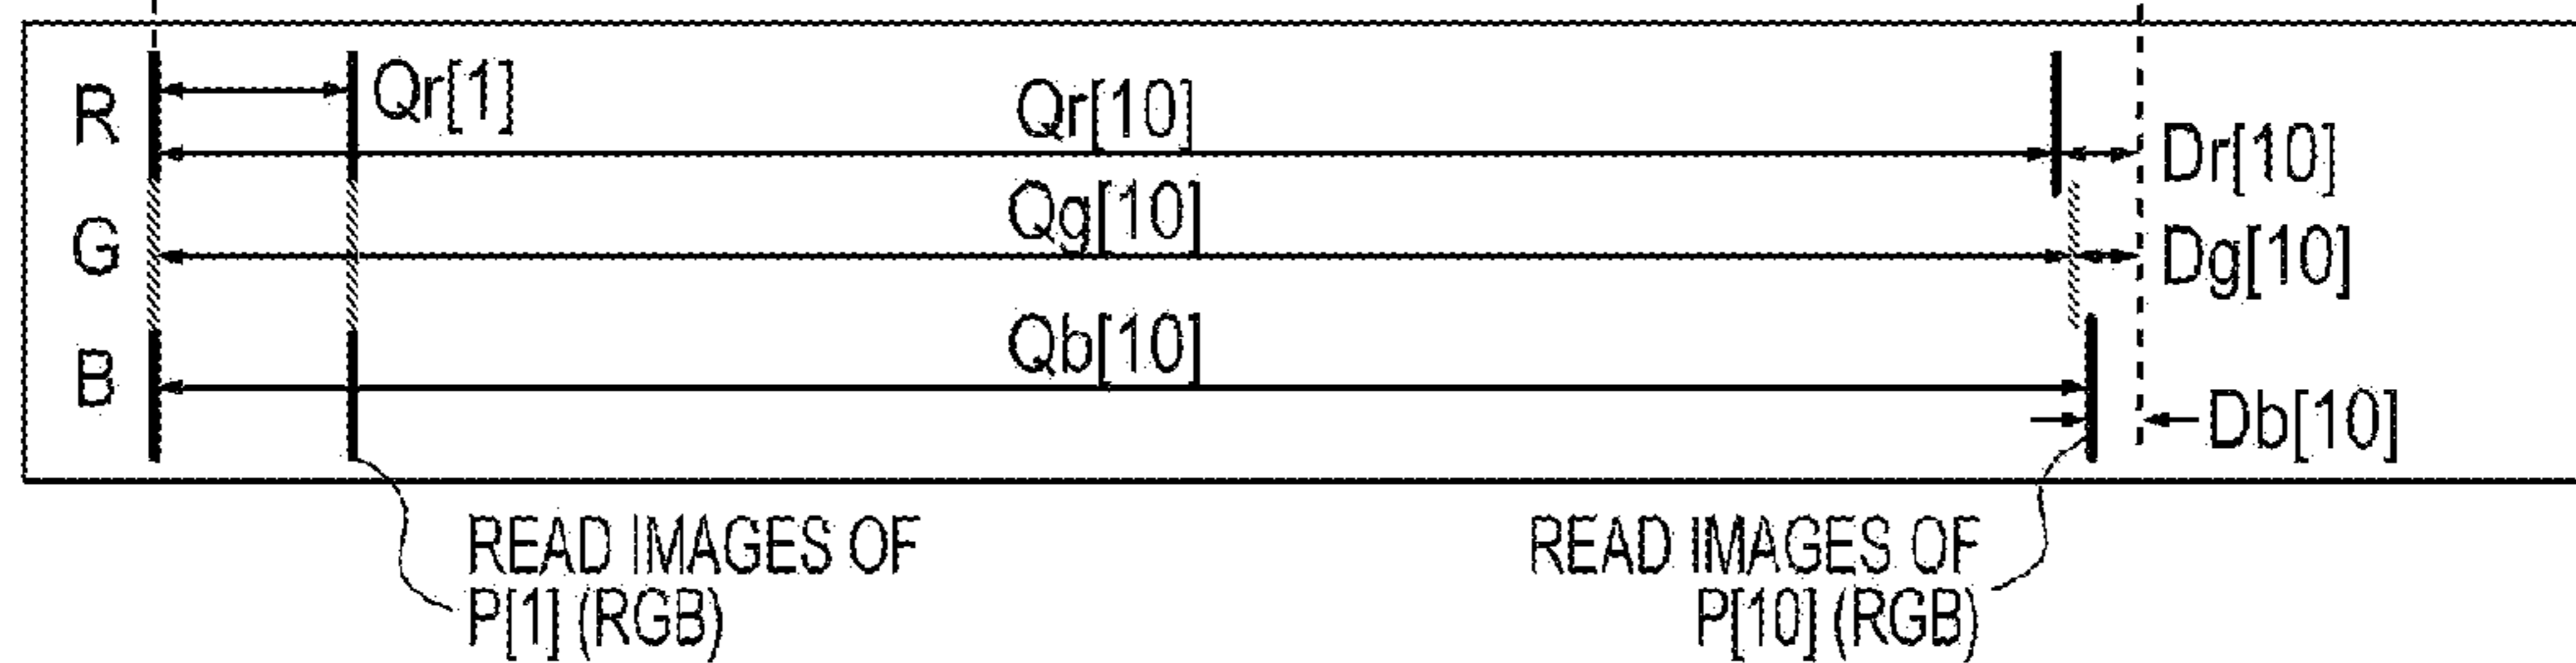 R Qr[1] Qr[10] Dr[10]
G Qg[10] Dg[10]
B Qb[10] Db[10]
READ IMAGES OF
P[1] (RGB)
READ IMAGES OF
P[10] (RGB)